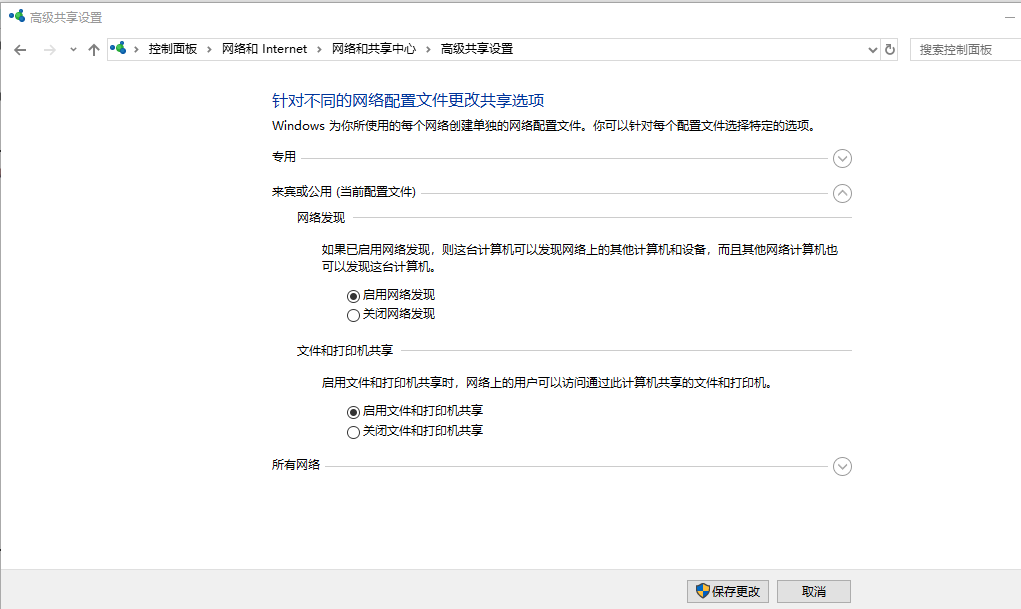 高级共享设置
控制面板 › 网络和 Internet › 网络和共享中心 › 高级共享设置
搜索控制面板
针对不同的网络配置文件更改共享选项
Windows 为你所使用的每个网络创建单独的网络配置文件。你可以针对每个配置文件选择特定的选项。
专用
来宾或公用 (当前配置文件)
网络发现
如果已启用网络发现，则这台计算机可以发现网络上的其他计算机和设备，而且其他网络计算机也
可以发现这台计算机。
启用网络发现
关闭网络发现
文件和打印机共享
启用文件和打印机共享时，网络上的用户可以访问通过此计算机共享的文件和打印机。
启用文件和打印机共享
关闭文件和打印机共享
所有网络
保存更改
取消